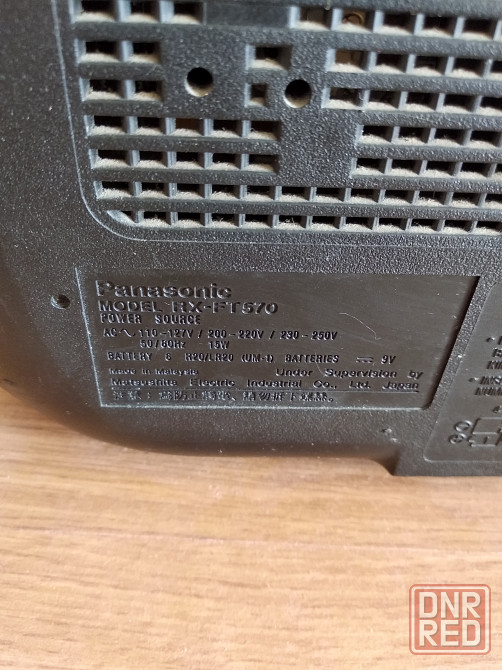 Panasonic
MODEL RX-FT570
POWER SOURCE
AC∿ 110-127V / 200-220V / 230-250V
50/60Hz 15W
BATTERY 6 R20/LR20 (UM-1) BATTERIES ⎓ 9V
Made in Malaysia Under Supervision by
Matsushita Electric Industrial Co., Ltd. Japan
DNR
RED